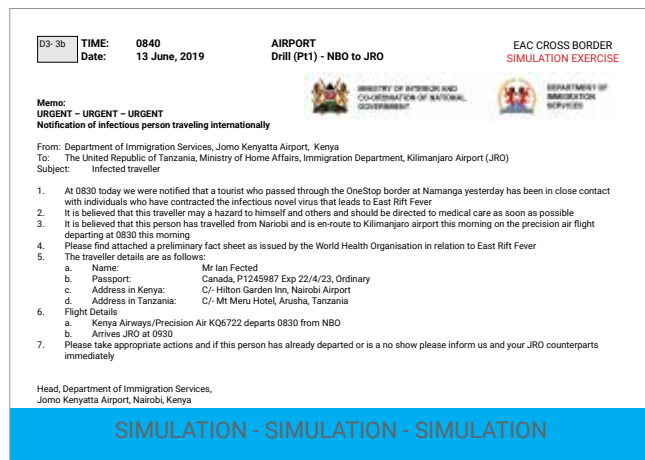 D3- 3b TIME: 0840 AIRPORT EAC CROSS BORDER
Date: 13 June, 2019 Drill (Pt1) - NBO to JRO SIMULATION EXERCISE
MINISTRY OF INTERIOR AND
CO-ORDINATION OF NATIONAL
GOVERNMENT
DEPARTMENT OF
IMMIGRATION
SERVICES
Memo:
URGENT – URGENT – URGENT
Notification of infectious person traveling internationally
From: Department of Immigration Services, Jomo Kenyatta Airport, Kenya
To: The United Republic of Tanzania, Ministry of Home Affairs, Immigration Department, Kilimanjaro Airport (JRO)
Subject: Infected traveller
1. At 0830 today we were notified that a tourist who passed through the OneStop border at Namanga yesterday has been in close contact
with individuals who have contracted the infectious novel virus that leads to East Rift Fever
2. It is believed that this traveller may a hazard to himself and others and should be directed to medical care as soon as possible
3. It is believed that this person has travelled from Nariobi and is en-route to Kilimanjaro airport this morning on the precision air flight
departing at 0830 this morning
4. Please find attached a preliminary fact sheet as issued by the World Health Organisation in relation to East Rift Fever
5. The traveller details are as follows:
a. Name: Mr Ian Fected
b. Passport: Canada, P1245987 Exp 22/4/23, Ordinary
c. Address in Kenya: C/- Hilton Garden Inn, Nairobi Airport
d. Address in Tanzania: C/- Mt Meru Hotel, Arusha, Tanzania
6. Flight Details
a. Kenya Airways/Precision Air KQ6722 departs 0830 from NBO
b. Arrives JRO at 0930
7. Please take appropriate actions and if this person has already departed or is a no show please inform us and your JRO counterparts
immediately
Head, Department of Immigration Services,
Jomo Kenyatta Airport, Nairobi, Kenya
SIMULATION - SIMULATION - SIMULATION